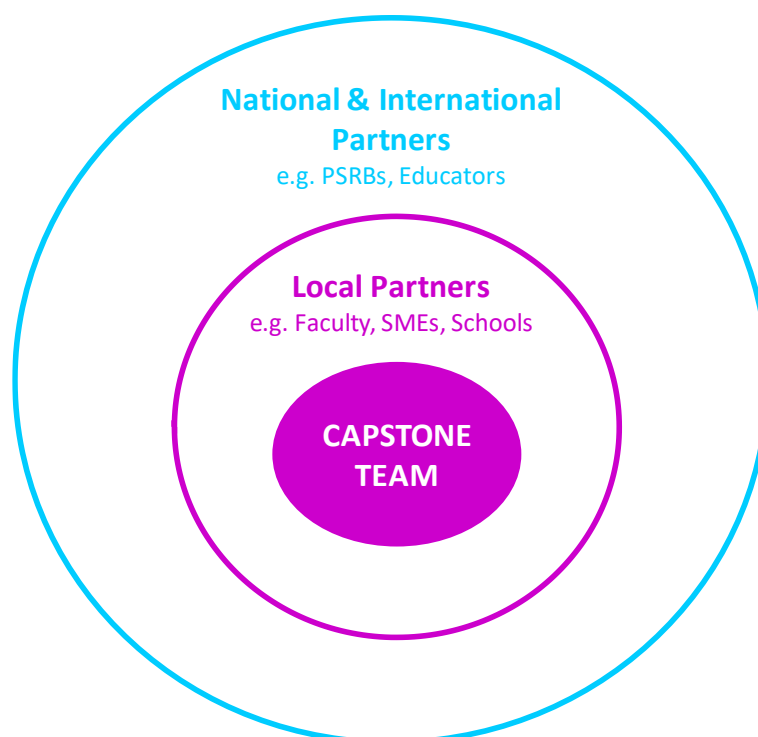 National & International
Partners
e.g. PSRBs, Educators
Local Partners
e.g. Faculty, SMEs, Schools
CAPSTONE
TEAM